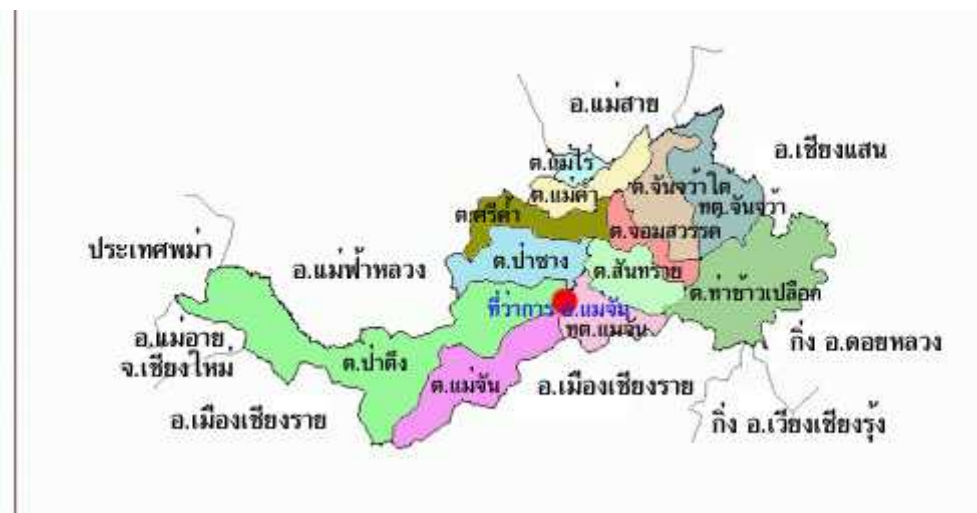 อ.แม่สาย
อ.เชียงแสน
ต.แม่ไร่
ต.แม่คำ
ต.จันจว้าใต้
ทต.จันจว้า
ต.ศรีค้ำ
ต.จอมสวรรค์
ประเทศพม่า
อ.แม่ฟ้าหลวง
ต.ป่าซาง
ต.สันทราย
ต.ท่าข้าวเปลือก
ที่ว่าการ อ.แม่จัน
ทต.แม่จัน
อ.แม่อาย
จ.เชียงใหม่
ต.ป่าตึง
ต.แม่จัน
อ.เมืองเชียงราย
กิ่ง อ.ดอยหลวง
อ.เมืองเชียงราย
กิ่ง อ.เวียงเชียงรุ้ง